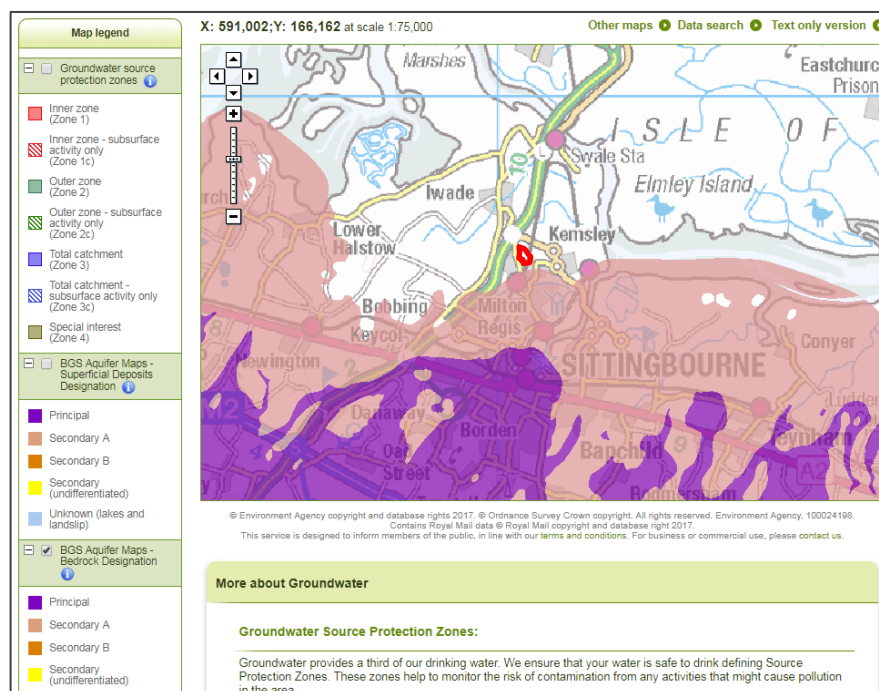 Map legend
Groundwater source
protection zones
Inner zone
(Zone 1)
Inner zone -
subsurface
activity only
(Zone 1c)
Outer zone
(Zone 2)
Outer zone -
subsurface
activity only
(Zone 2c)
Total catchment
(Zone 3)
Total catchment -
subsurface
activity only
(Zone 3c)
Special interest
(Zone 4)
BGS Aquifer Maps -
Superficial Deposits
Designation
Principal
Secondary A
Secondary B
Secondary
(undifferentiated)
Unknown (lakes and
landslip)
BGS Aquifer Maps -
Bedrock Designation
Principal
Secondary A
Secondary B
Secondary
(undifferentiated)
X: 591,002;Y: 166,162 at scale 1:75,000
Other maps Data search Text only version
Marshes
Eastchurc
Prison
ISLE OF
10
Swale Sta
Elmley Island
Iwade
Lower
Halstow
Kemsley
Bobbing
Milton
Regis
Keycol
Conyer
Newington
2
SITTINGBOURNE
M2
Danaway
Borden
Oad
Street
Bapchild
9
Teynham
A2
Rodmersham
© Environment Agency copyright and database rights 2017. © Ordnance Survey Crown copyright. All rights reserved. Environment Agency, 100024198.
Contains Royal Mail data © Royal Mail copyright and database right 2017.
This service is designed to inform members of the public, in line with our terms and conditions. For business or commercial use, please contact us.
More about Groundwater
Groundwater Source Protection Zones:
Groundwater provides a third of our drinking water. We ensure that your water is safe to drink defining Source
Protection Zones. These zones help to monitor the risk of contamination from any activities that might cause pollution
in the area.